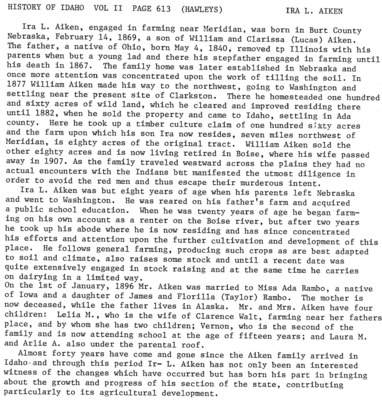 HISTORY OF IDAHO VOL II PAGE 613 (HAWLEYS) IRA L. AIKEN
Ira L. Aiken, engaged in farming near Meridian, was born in Burt County
Nebraska, February 14, 1869, a son of William and Clarissa (Lucas) Aiken.
The father, a native of Ohio, born May 4, 1840, removed tp Illinois with his
parents when but a young lad and there his stepfather engaged in farming until
his death in 1867. The family home was later established in Nebraska and
once more attention was concentrated upon the work of tilling the soil. In
1877 William Aiken made his way to the northwest, going to Washington and
settling near the present site of Clarkston. There he homesteaded one hundred
and sixty acres of wild land, which he cleared and improved residing there
until 1882, when he sold the property and came to Idaho, settling in Ada
county. Here he took up a timber culture claim of one hundred sixty acres
and the farm upon which his son Ira now resides, seven miles northwest of
Meridian, is eighty acres of the original tract. William Aiken sold the
other eighty acres and is now living retired in Boise, where his wife passed
away in 1907. As the family traveled westward across the plains they had no
actual encounters with the Indians but manifested the utmost diligence in
order to avoid the red men and thus escape their murderous intent.
Ira L. Aiken was but eight years of age when his parents left Nebraska
and went to Washington. He was reared on his father's farm and acquired
a public school education. When he was twenty years of age he began farm-
ing on his own account as a renter on the Boise river, but after two years
he took up his abode where he is now residing and has since concentrated
his efforts and attention upon the further cultivation and development of this
place. He follows general farming, producing such crops as are best adapted
to soil and climate, also raises some stock and until a recent date was
quite extensively engaged in stock raising and at the same time he carries
on dairying in a limited way.
On the 1st of January, 1896 Mr. Aiken was married to Miss Ada Rambo, a native
of Iowa and a daughter of James and Florilla (Taylor) Rambo. The mother is
now deceased, while the father lives in Alaska. Mr. and Mrs. Aiken have four
children: Lelia M., who is the wife of Clarence Walt, farming near her fathers
place, and by whom she has two children; Vernon, who is the second of the
family and is now attending school at the age of fifteen years; and Laura M.
and Arlie A. also under the parental roof.
Almost forty years have come and gone since the Aiken family arrived in
Idaho and through this period Ir- L. Aiken has not only been an interested
witness of the changes which have occurred but has born his part in bringing
about the growth and progress of his section of the state, contributing
particularly to its agricultural development.